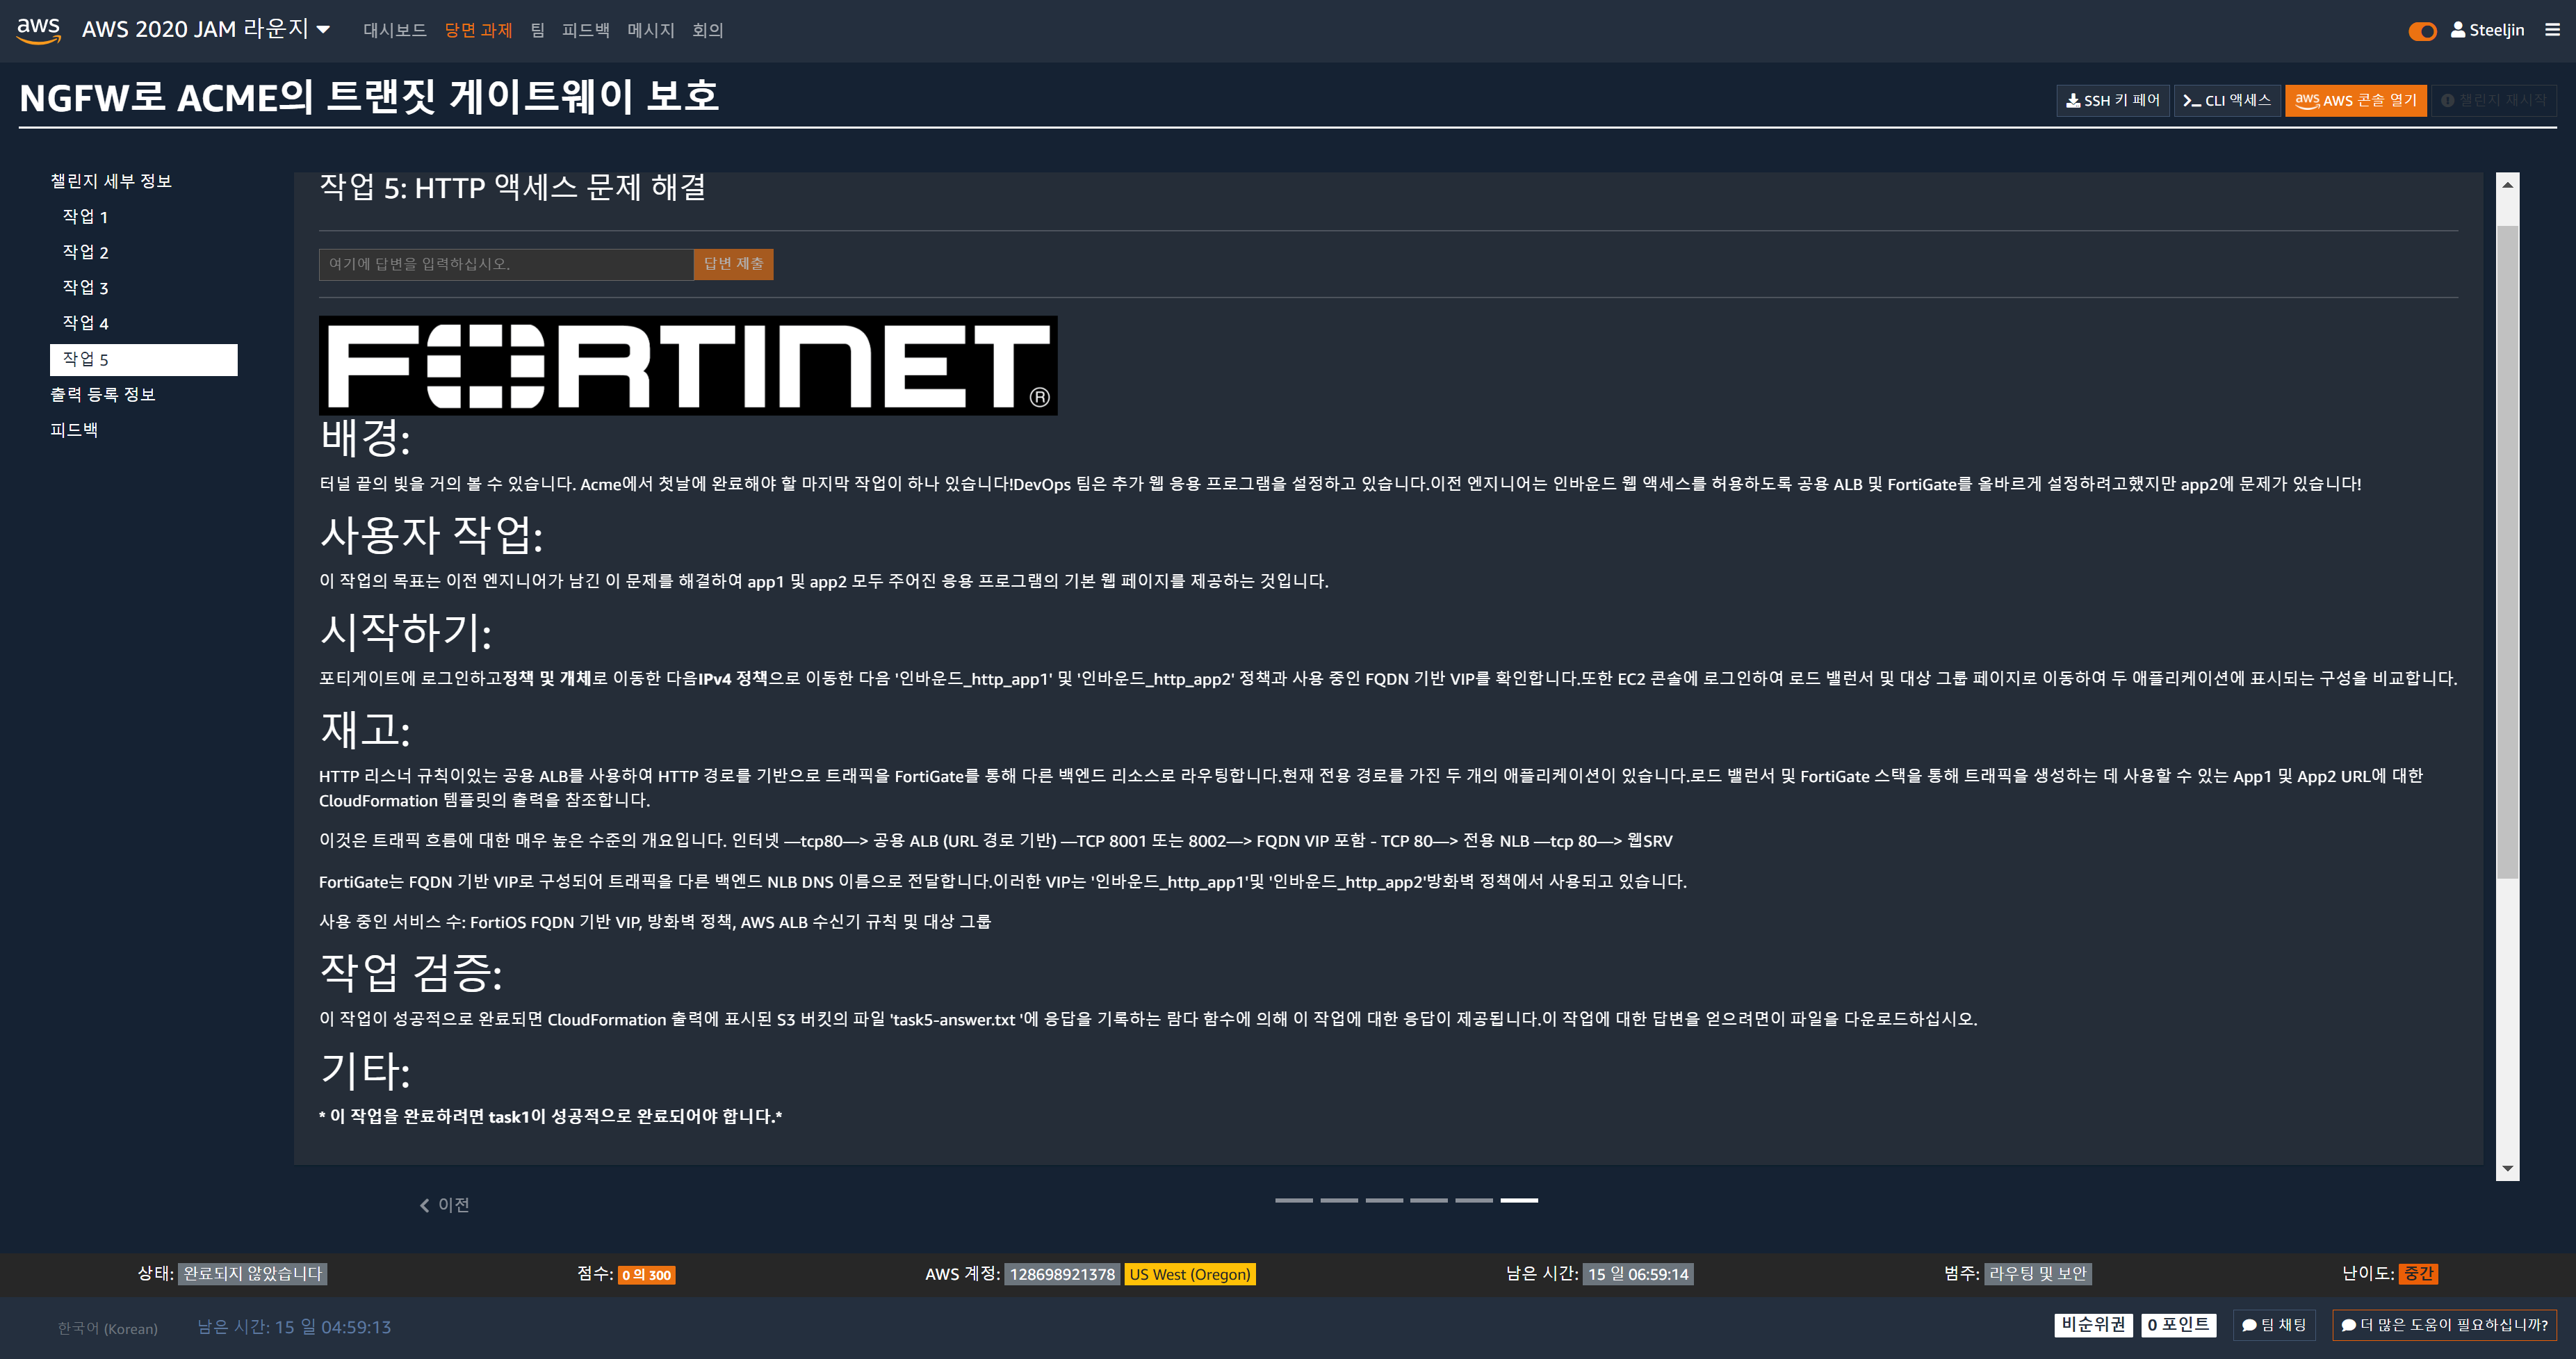 aws AWS 2020 JAM 라운지 대시보드 당면 과제 팀 피드백 메시지 회의 Steeljin
NGFW로 ACME의 트랜짓 게이트웨이 보호
SSH 키 페어 CLI 액세스 aws AWS 콘솔 열기 챌린지 재시작
챌린지 세부 정보
작업 1
작업 2
작업 3
작업 4
작업 5
출력 등록 정보
피드백
작업 5: HTTP 액세스 문제 해결
여기에 답변을 입력하십시오. 답변 제출
FORTINET®
배경:
터널 끝의 빛을 거의 볼 수 있습니다. Acme에서 첫날에 완료해야 할 마지막 작업이 하나 있습니다!DevOps 팀은 추가 웹 응용 프로그램을 설정하고 있습니다.이전 엔지니어는 인바운드 웹 액세스를 허용하도록 공용 ALB 및 FortiGate를 올바르게 설정하려고했지만 app2에 문제가 있습니다!
사용자 작업:
이 작업의 목표는 이전 엔지니어가 남긴 이 문제를 해결하여 app1 및 app2 모두 주어진 응용 프로그램의 기본 웹 페이지를 제공하는 것입니다.
시작하기:
포티게이트에 로그인하고정책 및 개체로 이동한 다음IPv4 정책으로 이동한 다음 '인바운드_http_app1' 및 '인바운드_http_app2' 정책과 사용 중인 FQDN 기반 VIP를 확인합니다.또한 EC2 콘솔에 로그인하여 로드 밸런서 및 대상 그룹 페이지로 이동하여 두 애플리케이션에 표시되는 구성을 비교합니다.
재고:
HTTP 리스너 규칙이있는 공용 ALB를 사용하여 HTTP 경로를 기반으로 트래픽을 FortiGate를 통해 다른 백엔드 리소스로 라우팅합니다.현재 전용 경로를 가진 두 개의 애플리케이션이 있습니다.로드 밸런서 및 FortiGate 스택을 통해 트래픽을 생성하는 데 사용할 수 있는 App1 및 App2 URL에 대한
CloudFormation 템플릿의 출력을 참조합니다.
이것은 트래픽 흐름에 대한 매우 높은 수준의 개요입니다. 인터넷 —tcp80—> 공용 ALB (URL 경로 기반) —TCP 8001 또는 8002—> FQDN VIP 포함 - TCP 80—> 전용 NLB —tcp 80—> 웹SRV
FortiGate는 FQDN 기반 VIP로 구성되어 트래픽을 다른 백엔드 NLB DNS 이름으로 전달합니다.이러한 VIP는 '인바운드_http_app1'및 '인바운드_http_app2'방화벽 정책에서 사용되고 있습니다.
사용 중인 서비스 수: FortiOS FQDN 기반 VIP, 방화벽 정책, AWS ALB 수신기 규칙 및 대상 그룹
작업 검증:
이 작업이 성공적으로 완료되면 CloudFormation 출력에 표시된 S3 버킷의 파일 'task5-answer.txt '에 응답을 기록하는 람다 함수에 의해 이 작업에 대한 응답이 제공됩니다.이 작업에 대한 답변을 얻으려면이 파일을 다운로드하십시오.
기타:
* 이 작업을 완료하려면 task1이 성공적으로 완료되어야 합니다.*
이전
상태: 완료되지 않았습니다 점수: 0 의 300 AWS 계정: 128698921378 US West (Oregon) 남은 시간: 15 일 06:59:14 범주: 라우팅 및 보안 난이도: 중간
한국어 (Korean) 남은 시간: 15 일 04:59:13 비순위권 0 포인트 팀 채팅 더 많은 도움이 필요하십니까?